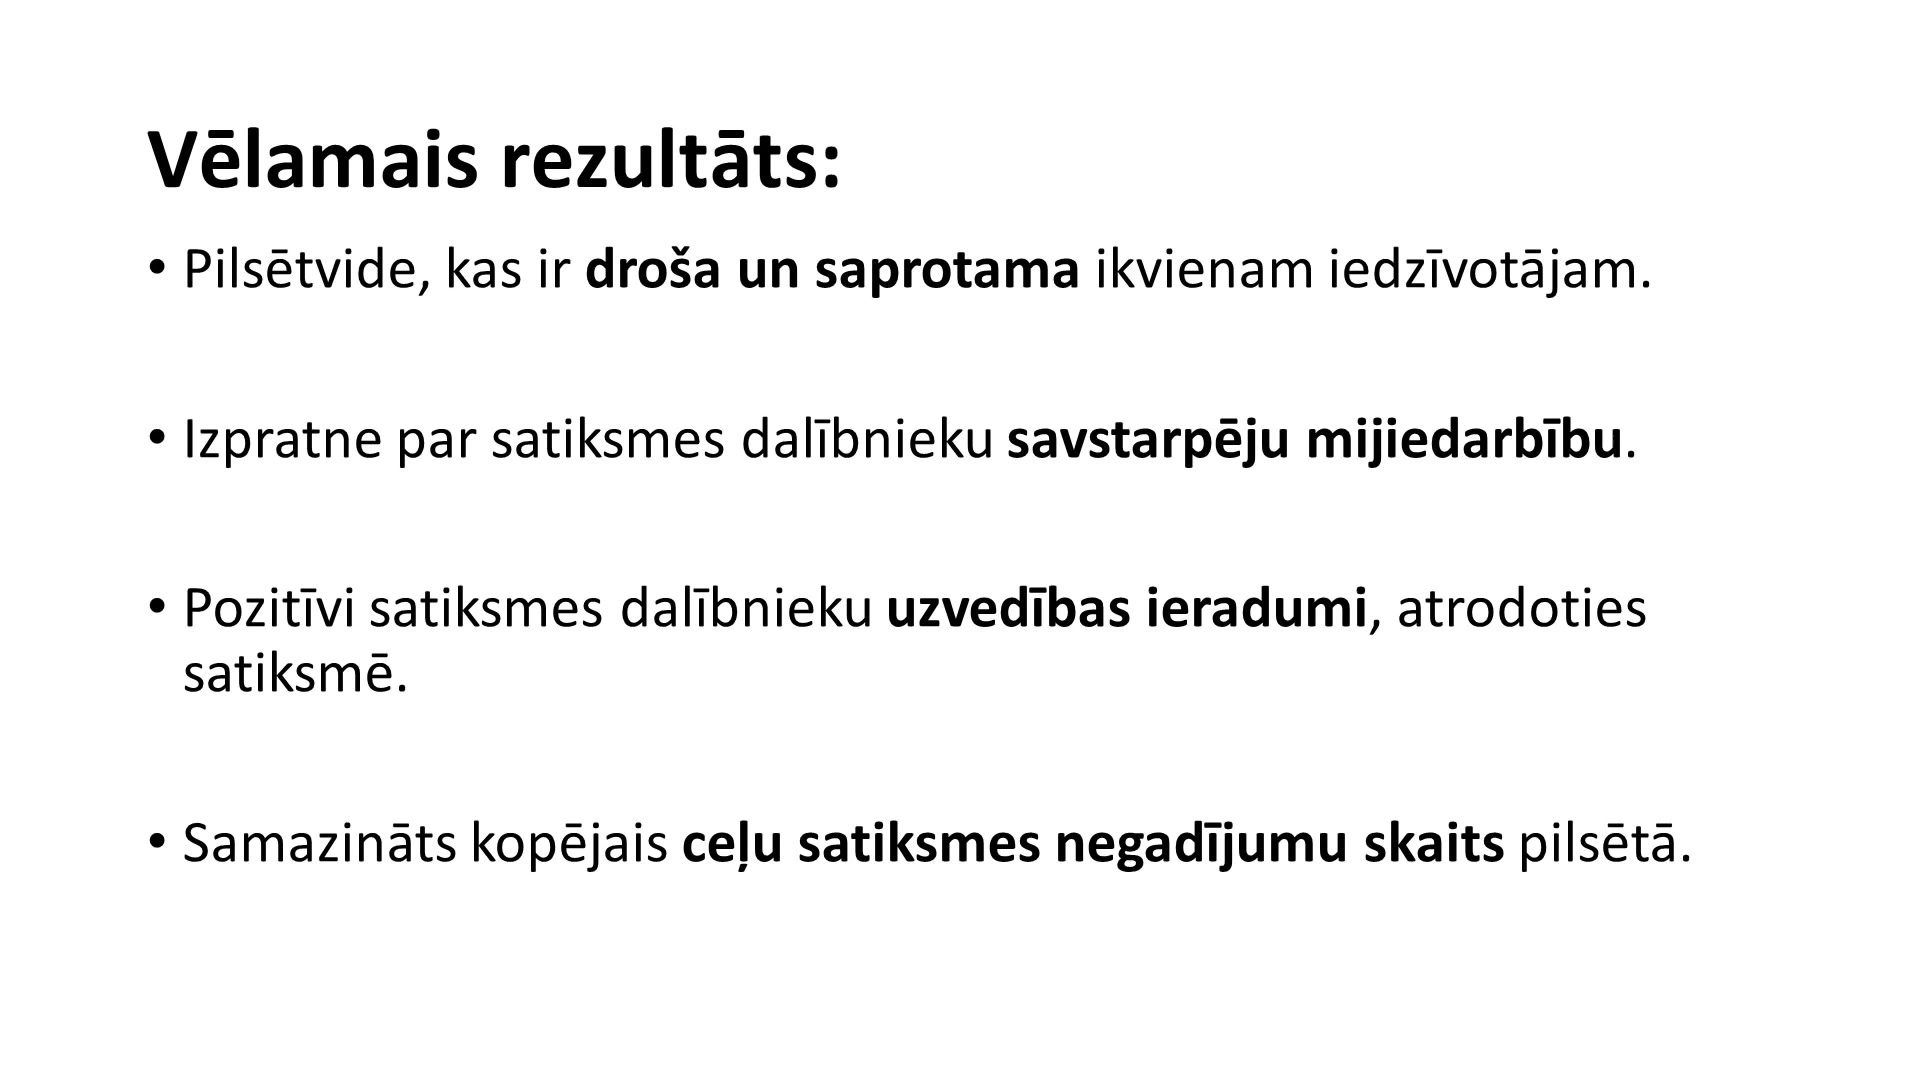 Vēlamais rezultāts:
• Pilsētvide, kas ir droša un saprotama ikvienam iedzīvotājam.
• Izpratne par satiksmes dalībnieku savstarpēju mijiedarbību.
• Pozitīvi satiksmes dalībnieku uzvedības ieradumi, atrodoties
satiksmē.
• Samazināts kopējais ceļu satiksmes negadījumu skaits pilsētā.